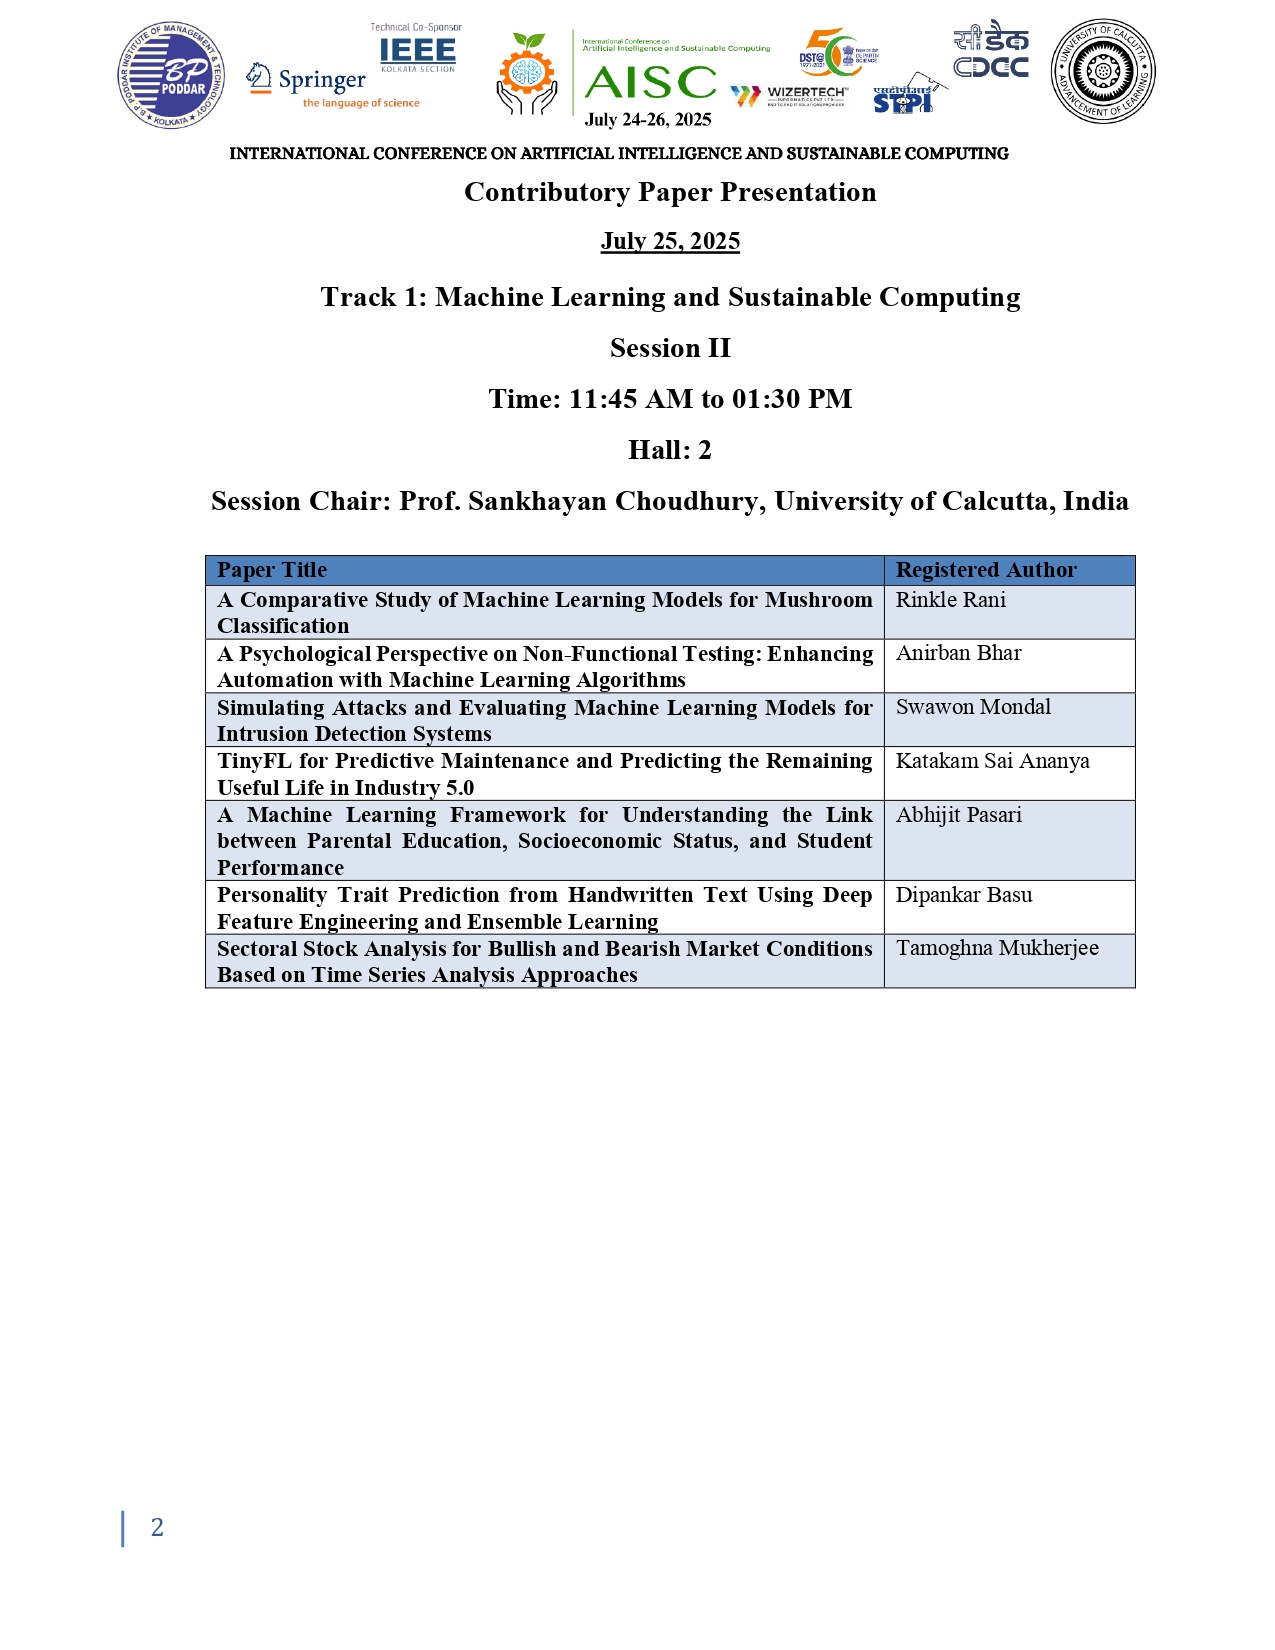 B.P. PODDAR INSTITUTE OF MANAGEMENT & TECHNOLOGY
KOLKATA
BP
PODDAR
Springer
the language of science
Technical Co-Sponsor
IEEE
KOLKATA SECTION
International Conference on
Artificial Intelligence and Sustainable Computing
AISC
July 24-26, 2025
DST@
1971-2021
WIZERTECH
एसटीपीआई
STPI
सी डैक
CDAC
UNIVERSITY OF CALCUTTA
ADVANCEMENT OF LEARNING
INTERNATIONAL CONFERENCE ON ARTIFICIAL INTELLIGENCE AND SUSTAINABLE COMPUTING
Contributory Paper Presentation
July 25, 2025
Track 1: Machine Learning and Sustainable Computing
Session II
Time: 11:45 AM to 01:30 PM
Hall: 2
Session Chair: Prof. Sankhayan Choudhury, University of Calcutta, India
Paper Title Registered Author
A Comparative Study of Machine Learning Models for Mushroom Rinkle Rani
Classification
A Psychological Perspective on Non-Functional Testing: Enhancing Anirban Bhar
Automation with Machine Learning Algorithms
Simulating Attacks and Evaluating Machine Learning Models for Swawon Mondal
Intrusion Detection Systems
TinyFL for Predictive Maintenance and Predicting the Remaining Katakam Sai Ananya
Useful Life in Industry 5.0
A Machine Learning Framework for Understanding the Link Abhijit Pasari
between Parental Education, Socioeconomic Status, and Student
Performance
Personality Trait Prediction from Handwritten Text Using Deep Dipankar Basu
Feature Engineering and Ensemble Learning
Sectoral Stock Analysis for Bullish and Bearish Market Conditions Tamoghna Mukherjee
Based on Time Series Analysis Approaches
2